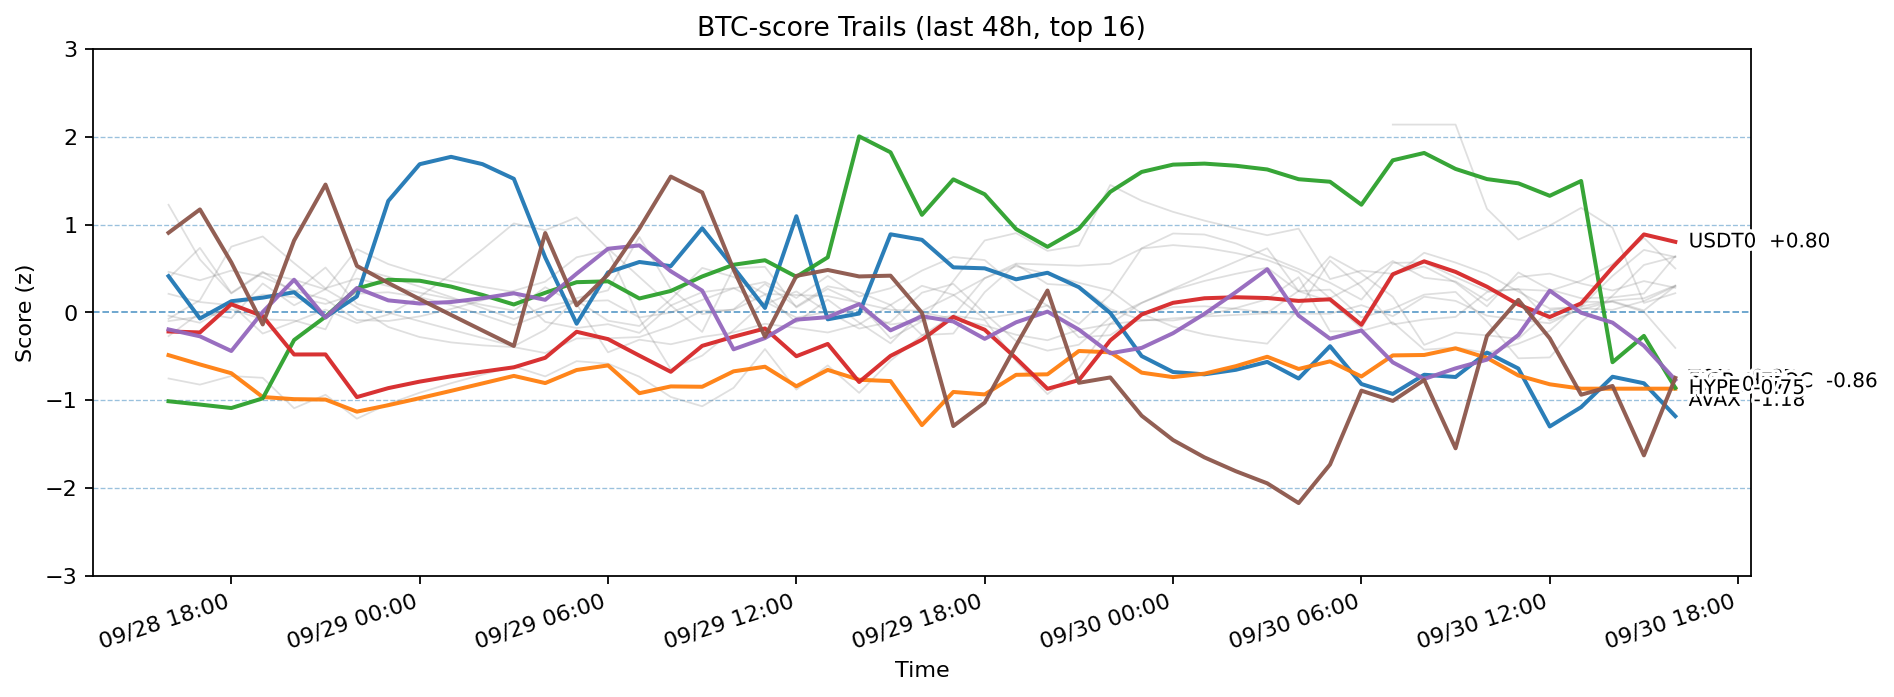 BTC-score Trails (last 48h, top 16)
3
2
1
0
−1
−2
−3
Score (z)
USDT0 +0.80
-0.86
HYPE -0.75
AVAX -1.18
09/28 18:00
09/29 00:00
09/29 06:00
09/29 12:00
09/29 18:00
09/30 00:00
09/30 06:00
09/30 12:00
09/30 18:00
Time